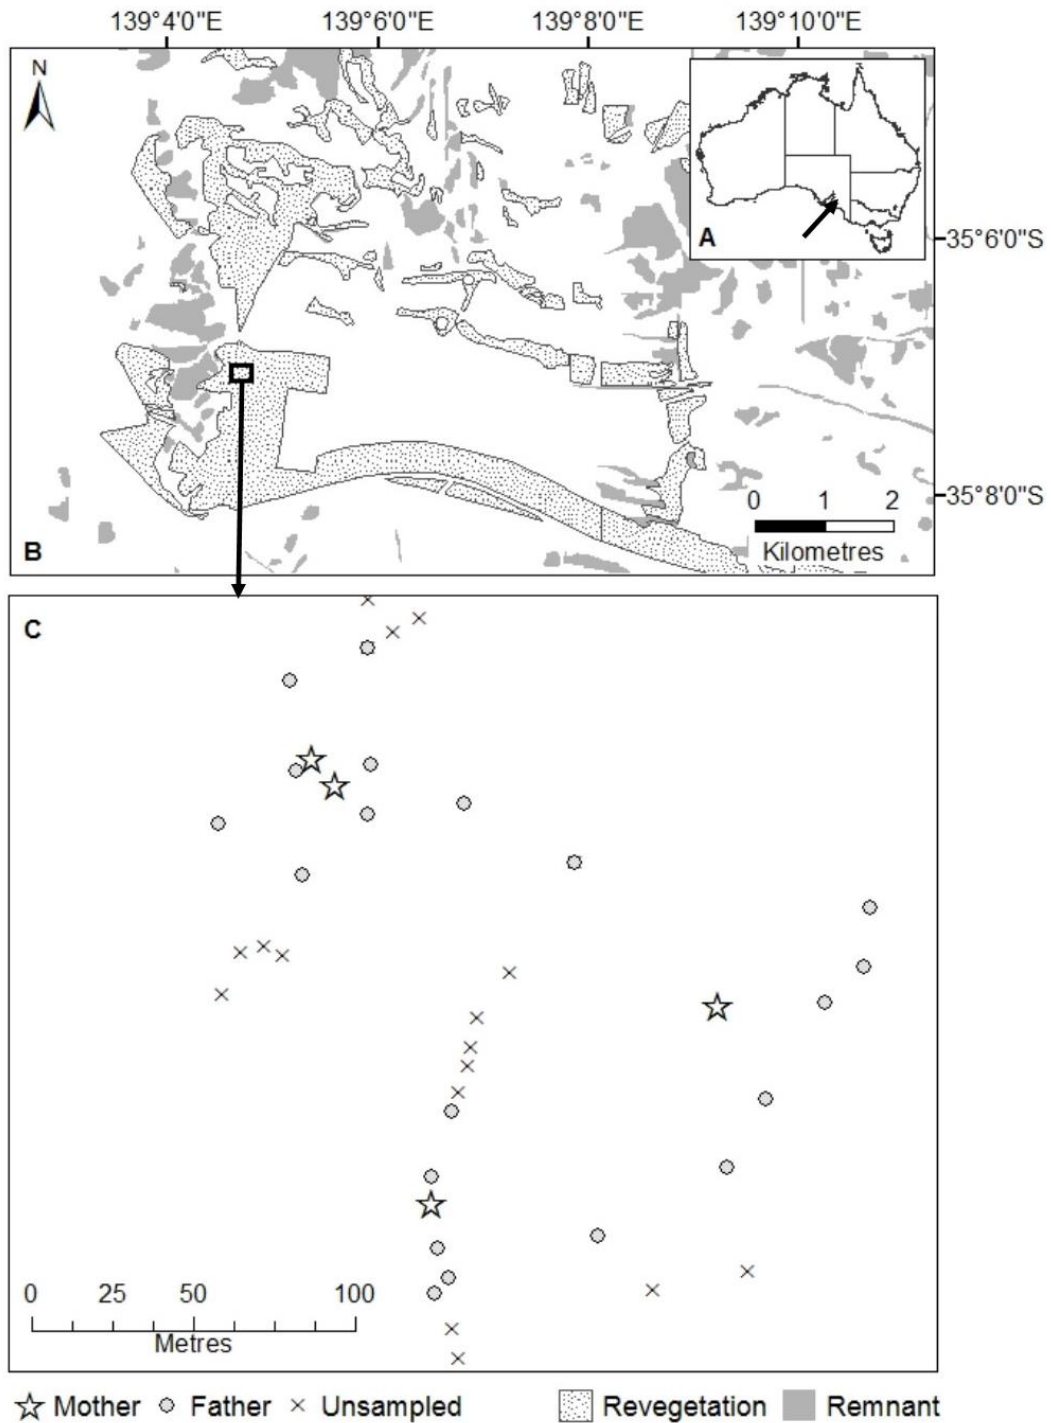 139°4'0"E 139°6'0"E 139°8'0"E 139°10'0"E
N
A
35°6'0"S
35°8'0"S
0 1 2
Kilometres
B
C
0 25 50 100
Metres
Mother Father Unsampled Revegetation Remnant